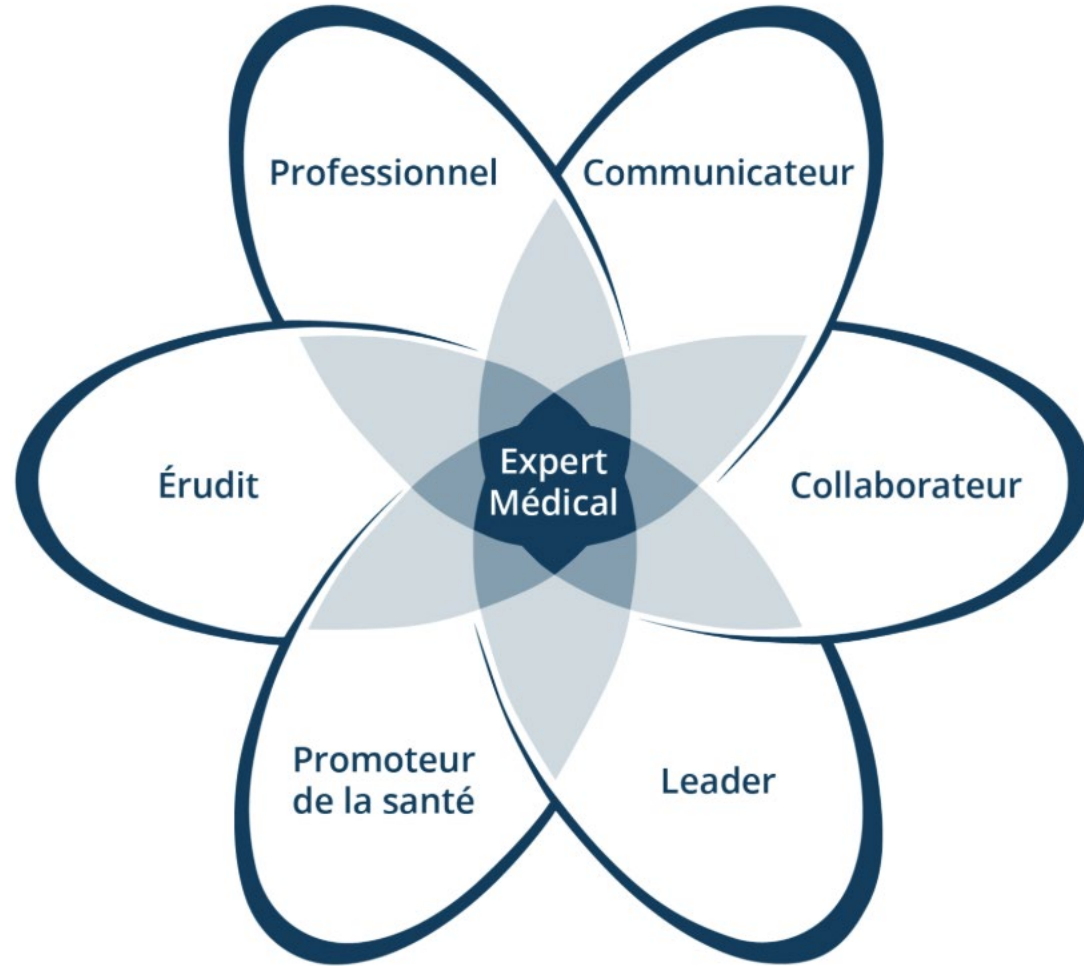 Professionnel
Communicateur
Érudit
Expert
Médical
Collaborateur
Promoteur
de la santé
Leader